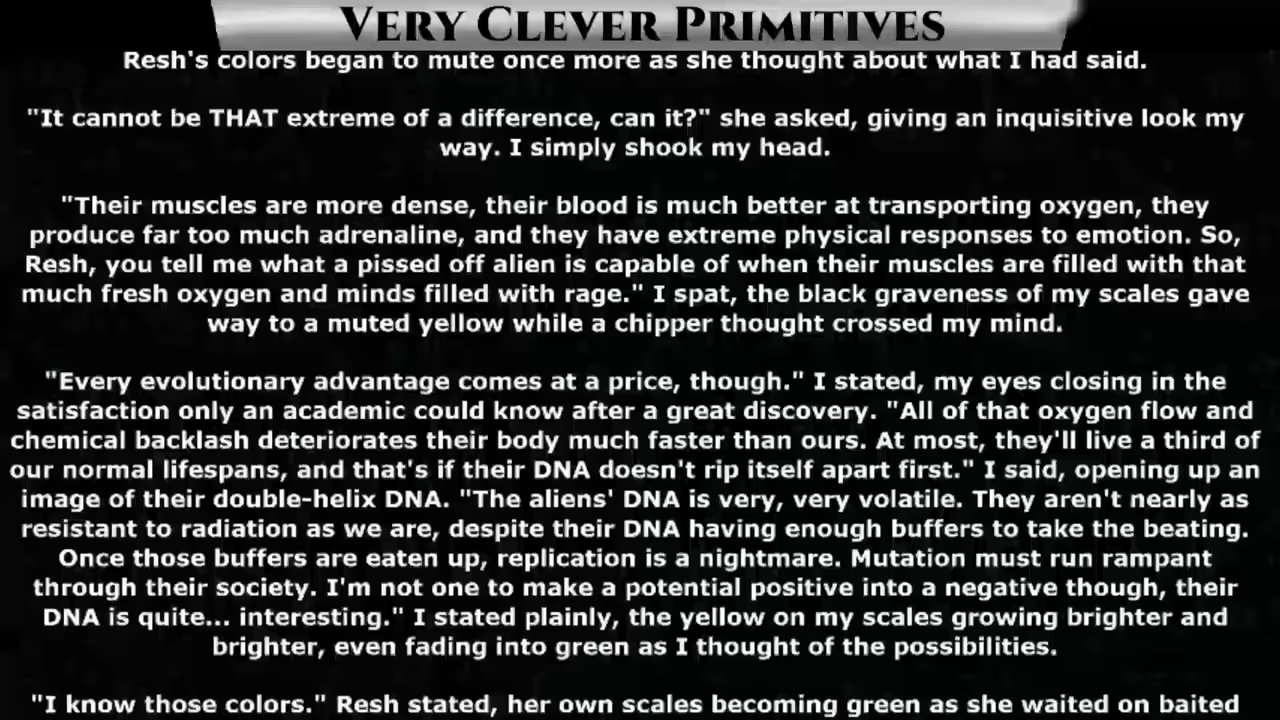 VERY CLEVER PRIMITIVES
Resh's colors began to mute once more as she thought about what I had said.
"It cannot be THAT extreme of a difference, can it?" she asked, giving an inquisitive look my
way. I simply shook my head.
"Their muscles are more dense, their blood is much better at transporting oxygen, they
produce far too much adrenaline, and they have extreme physical responses to emotion. So,
Resh, you tell me what a pissed off alien is capable of when their muscles are filled with that
much fresh oxygen and minds filled with rage." I spat, the black graveness of my scales gave
way to a muted yellow while a chipper thought crossed my mind.
"Every evolutionary advantage comes at a price, though." I stated, my eyes closing in the
satisfaction only an academic could know after a great discovery. "All of that oxygen flow and
chemical backlash deteriorates their body much faster than ours. At most, they'll live a third of
our normal lifespans, and that's if their DNA doesn't rip itself apart first." I said, opening up an
image of their double-helix DNA. "The aliens' DNA is very, very volatile. They aren't nearly as
resistant to radiation as we are, despite their DNA having enough buffers to take the beating.
Once those buffers are eaten up, replication is a nightmare. Mutation must run rampant
through their society. I'm not one to make a potential positive into a negative though, their
DNA is quite... interesting." I stated plainly, the yellow on my scales growing brighter and
brighter, even fading into green as I thought of the possibilities.
"I know those colors." Resh stated, her own scales becoming green as she waited on baited